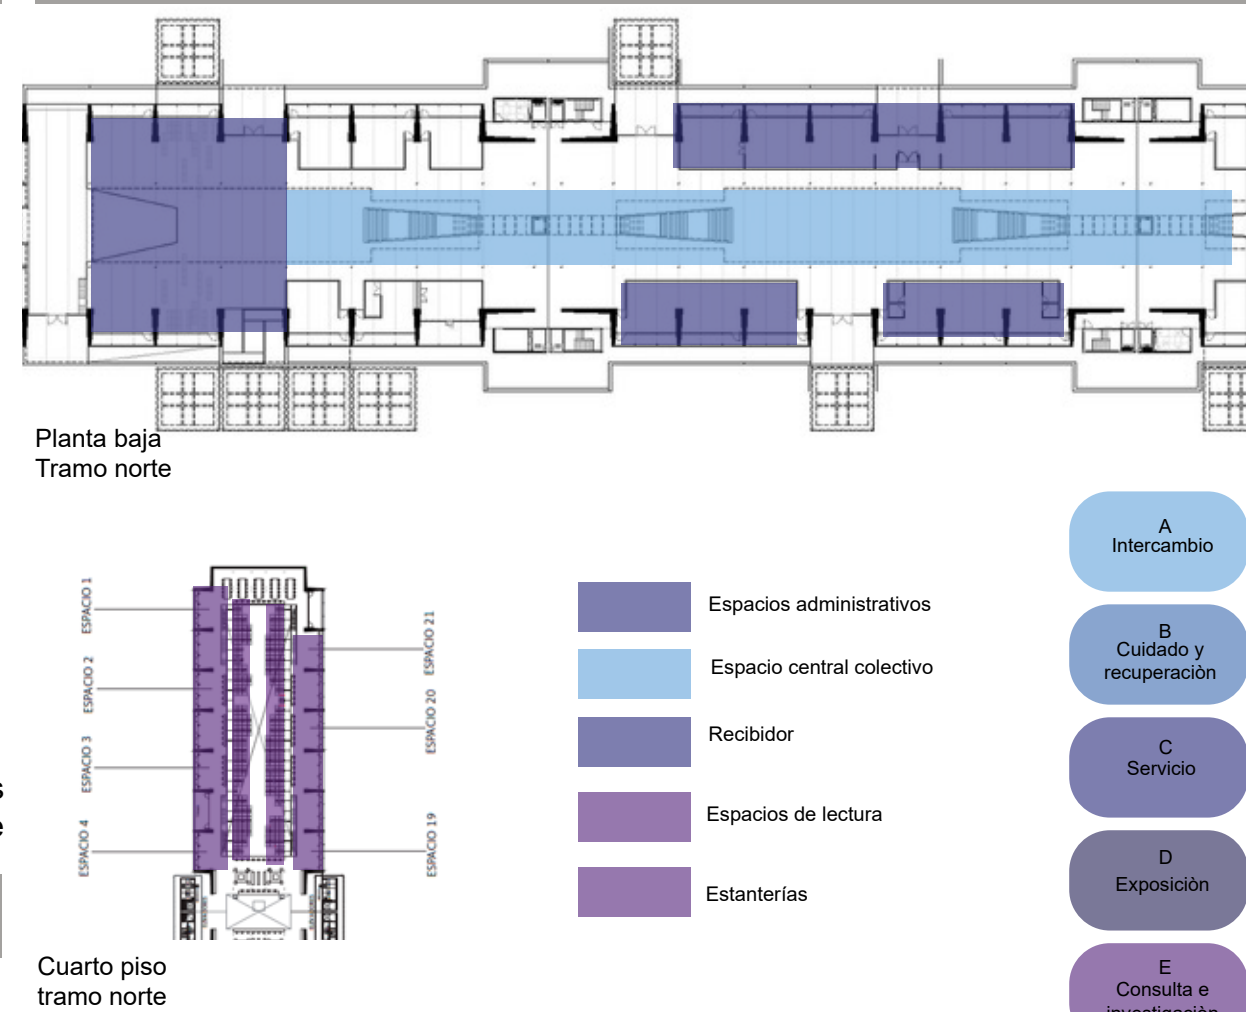 Planta baja
Tramo norte
ESPACIO 1
ESPACIO 2
ESPACIO 3
ESPACIO 4
ESPACIO 21
ESPACIO 20
ESPACIO 19
Cuarto piso
tramo norte
Espacios administrativos
Espacio central colectivo
Recibidor
Espacios de lectura
Estanterías
A
Intercambio
B
Cuidado y
recuperaciòn
C
Servicio
D
Exposiciòn
E
Consulta e
investigaciòn